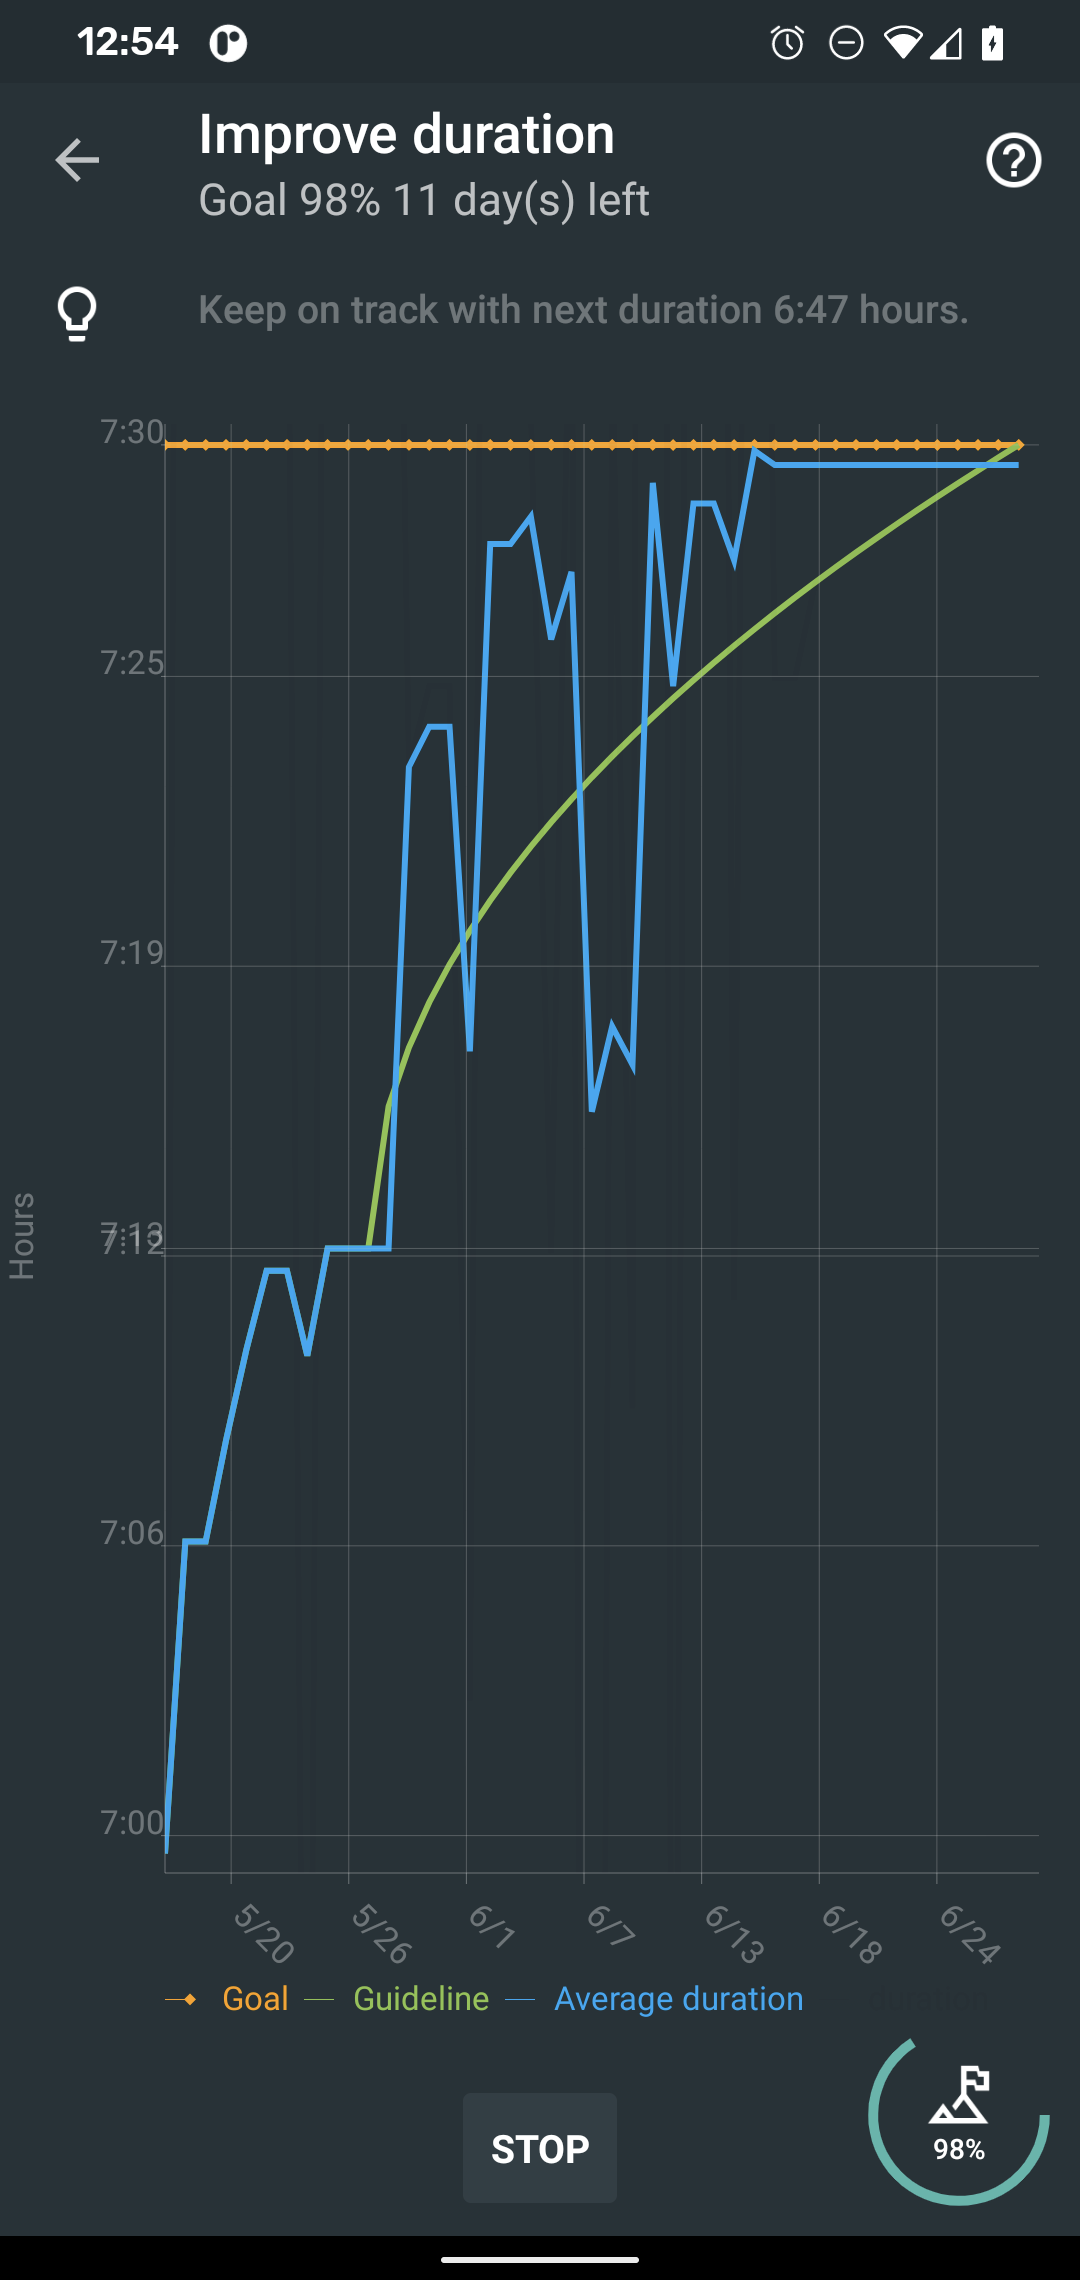 12:54
Improve duration
Goal 98% 11 day(s) left
Keep on track with next duration 6:47 hours.
7:30
7:25
7:19
7:12
7:06
7:00
Hours
5/20 5/26 6/1 6/7 6/13 6/18 6/24
Goal Guideline Average duration duration
STOP
98%